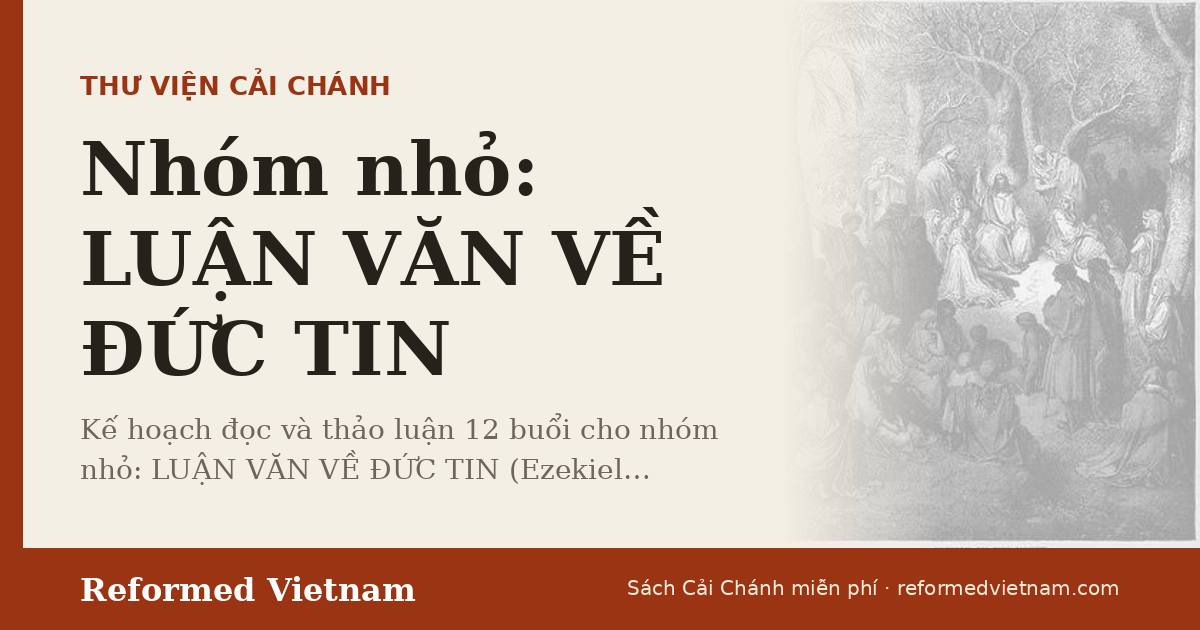 THƯ VIỆN CẢI CHÁNH
Nhóm nhỏ:
LUẬN VĂN VỀ
ĐỨC TIN
Kế hoạch đọc và thảo luận 12 buổi cho nhóm
nhỏ: LUẬN VĂN VỀ ĐỨC TIN (Ezekiel…
Reformed Vietnam
Sách Cải Chánh miễn phí · reformedvietnam.com